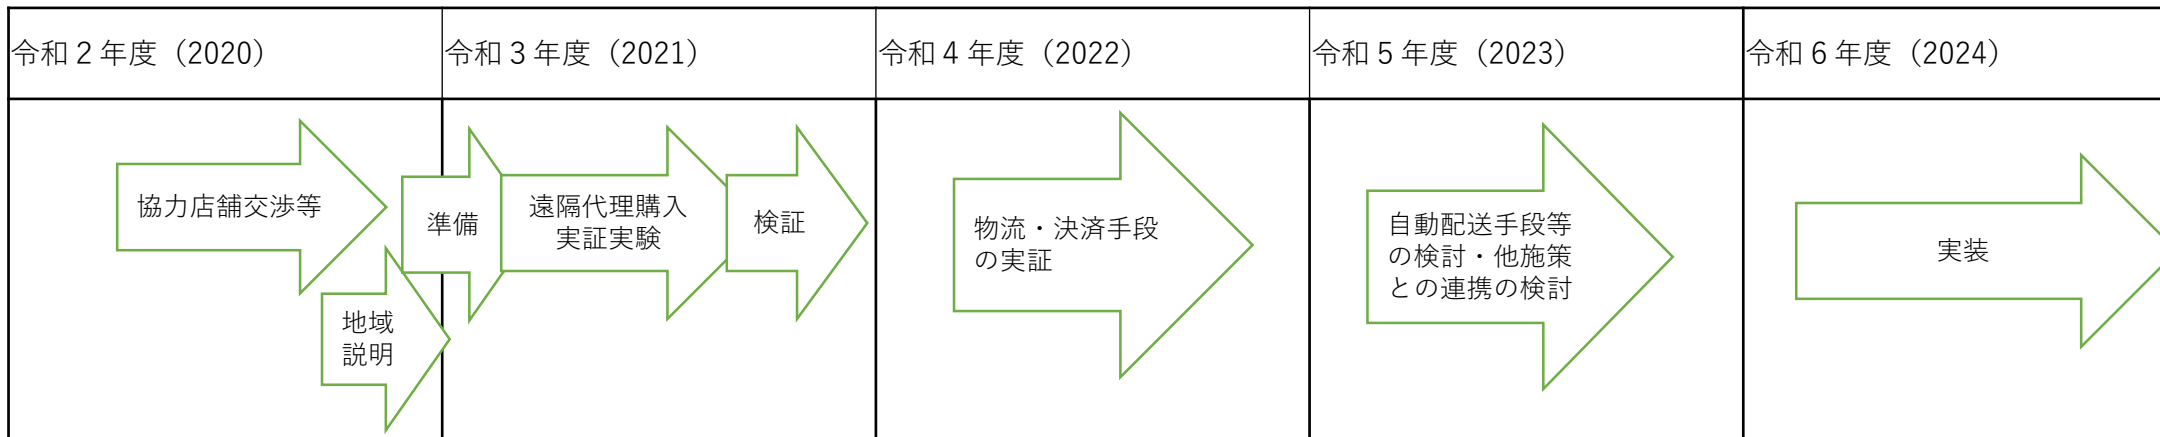 令和２年度（2020）
令和３年度（2021）
令和４年度（2022）
令和５年度（2023）
令和６年度（2024）
協力店舗交渉等
地域
説明
準備
遠隔代理購入
実証実験
検証
物流・決済手段
の実証
自動配送手段等
の検討・他施策
との連携の検討
実装